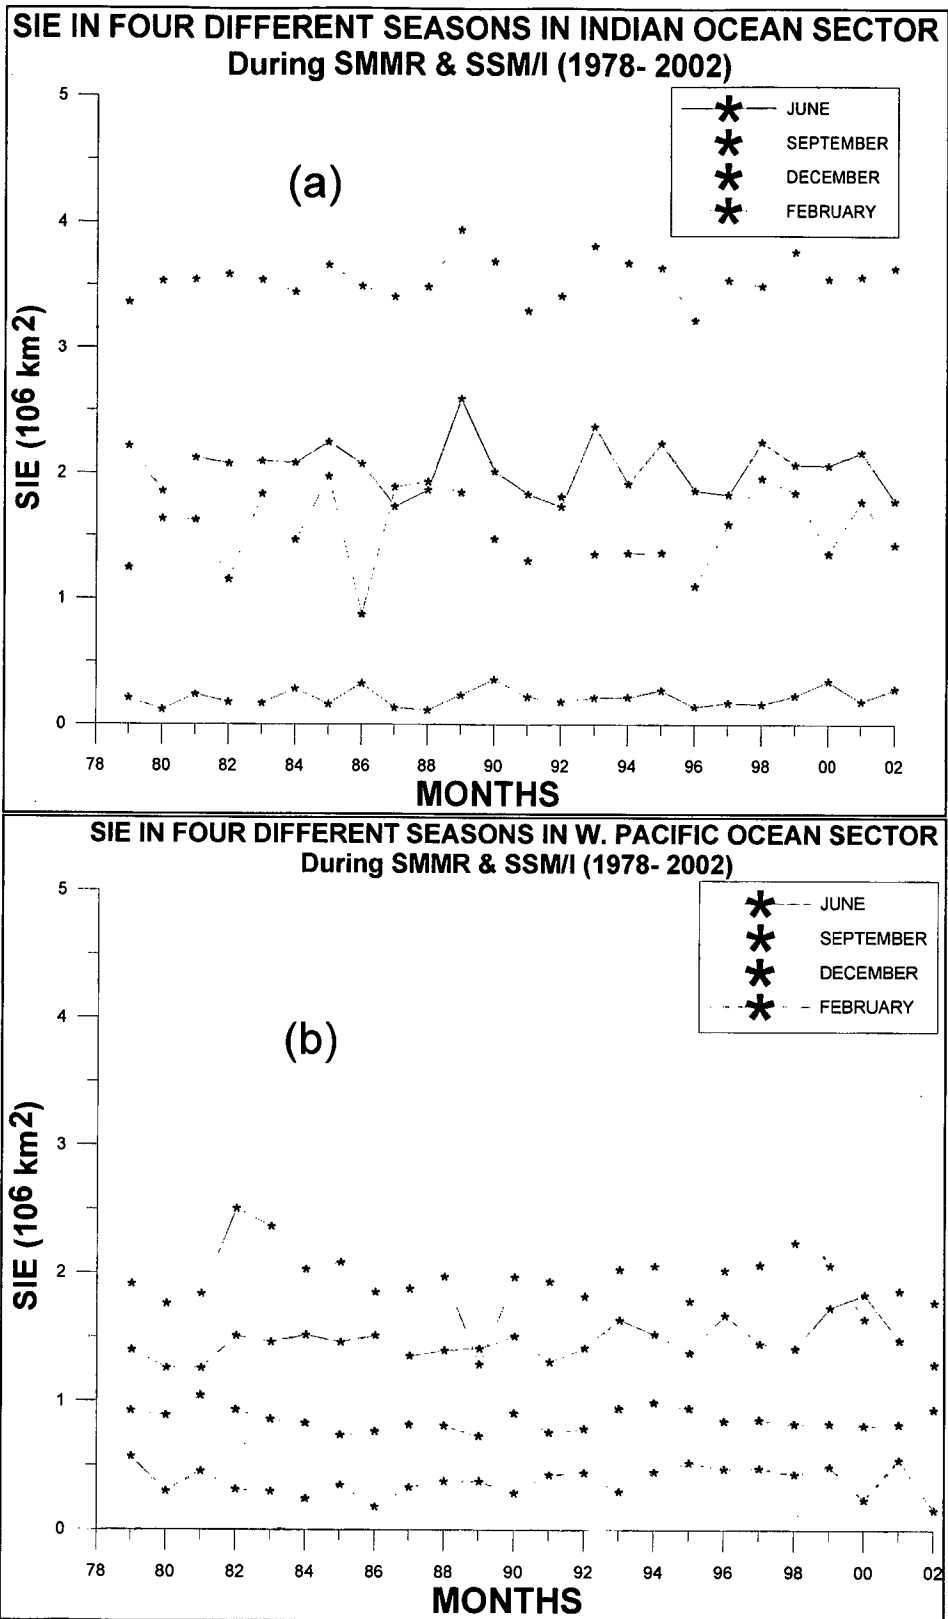 SIE IN FOUR DIFFERENT SEASONS IN INDIAN OCEAN SECTOR
During SMMR & SSM/I (1978- 2002)
5
4
3
2
1
0
SIE (10⁶ km2)
(a)
JUNE
SEPTEMBER
DECEMBER
FEBRUARY
78 80 82 84 86 88 90 92 94 96 98 00 02
MONTHS
SIE IN FOUR DIFFERENT SEASONS IN W. PACIFIC OCEAN SECTOR
During SMMR & SSM/I (1978- 2002)
5
4
3
2
1
0
SIE (10⁶ km2)
(b)
JUNE
SEPTEMBER
DECEMBER
FEBRUARY
78 80 82 84 86 88 90 92 94 96 98 00 02
MONTHS